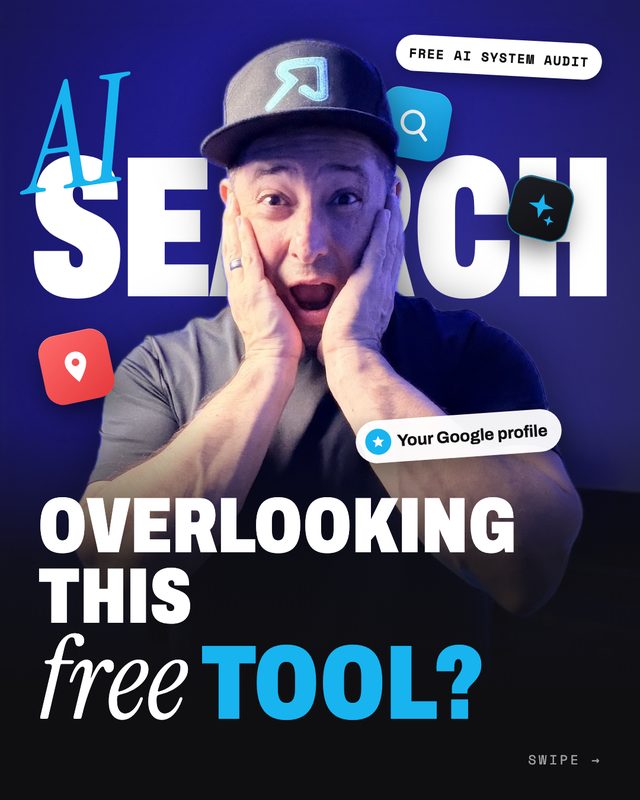 FREE AI SYSTEM AUDIT
AI
SEARCH
Your Google profile
OVERLOOKING
THIS
free TOOL?
SWIPE →